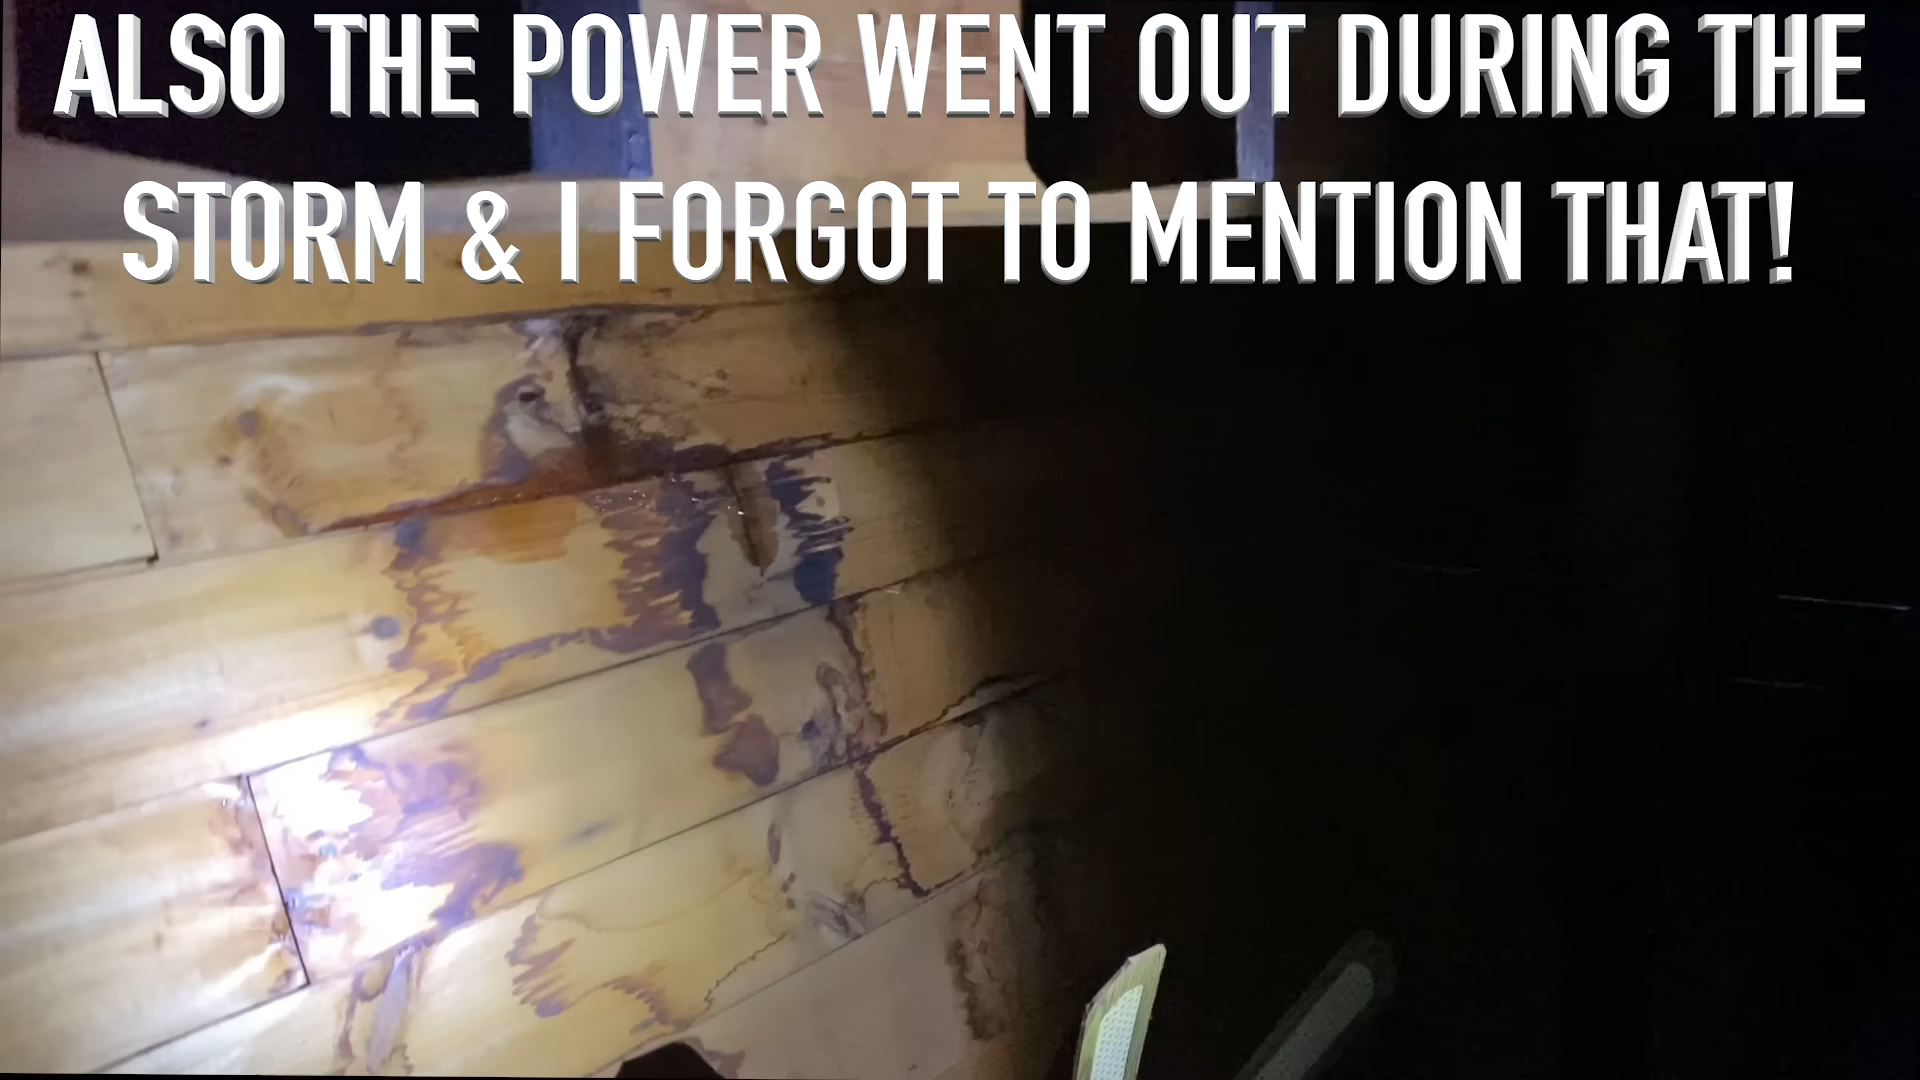 ALSO THE POWER WENT OUT DURING THE
STORM & I FORGOT TO MENTION THAT!